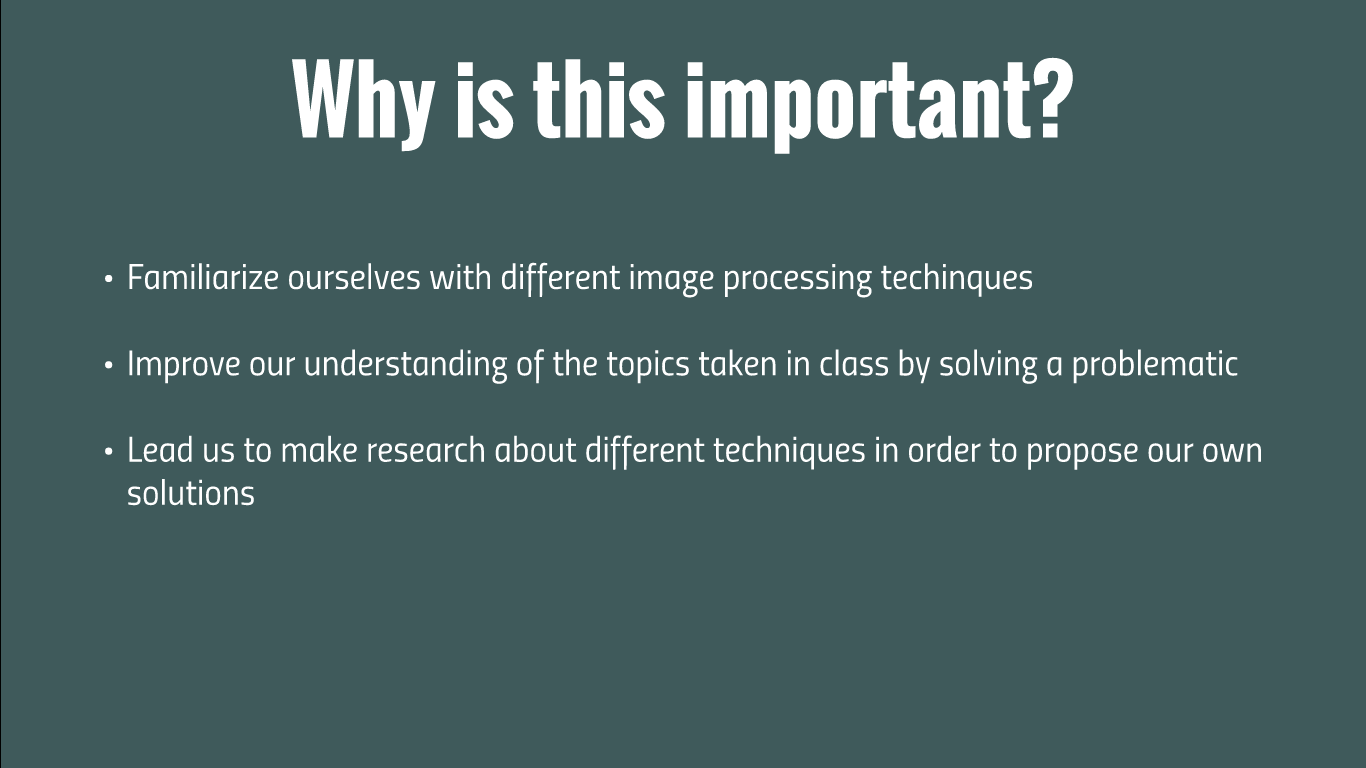 Why is this important?
• Familiarize ourselves with different image processing techinques
• Improve our understanding of the topics taken in class by solving a problematic
• Lead us to make research about different techniques in order to propose our own
solutions